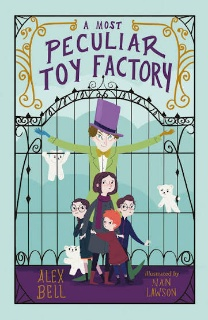 A MOST
PECULIAR
TOY FACTORY
ALEX
BELL
illustrated by
NAN
LAWSON